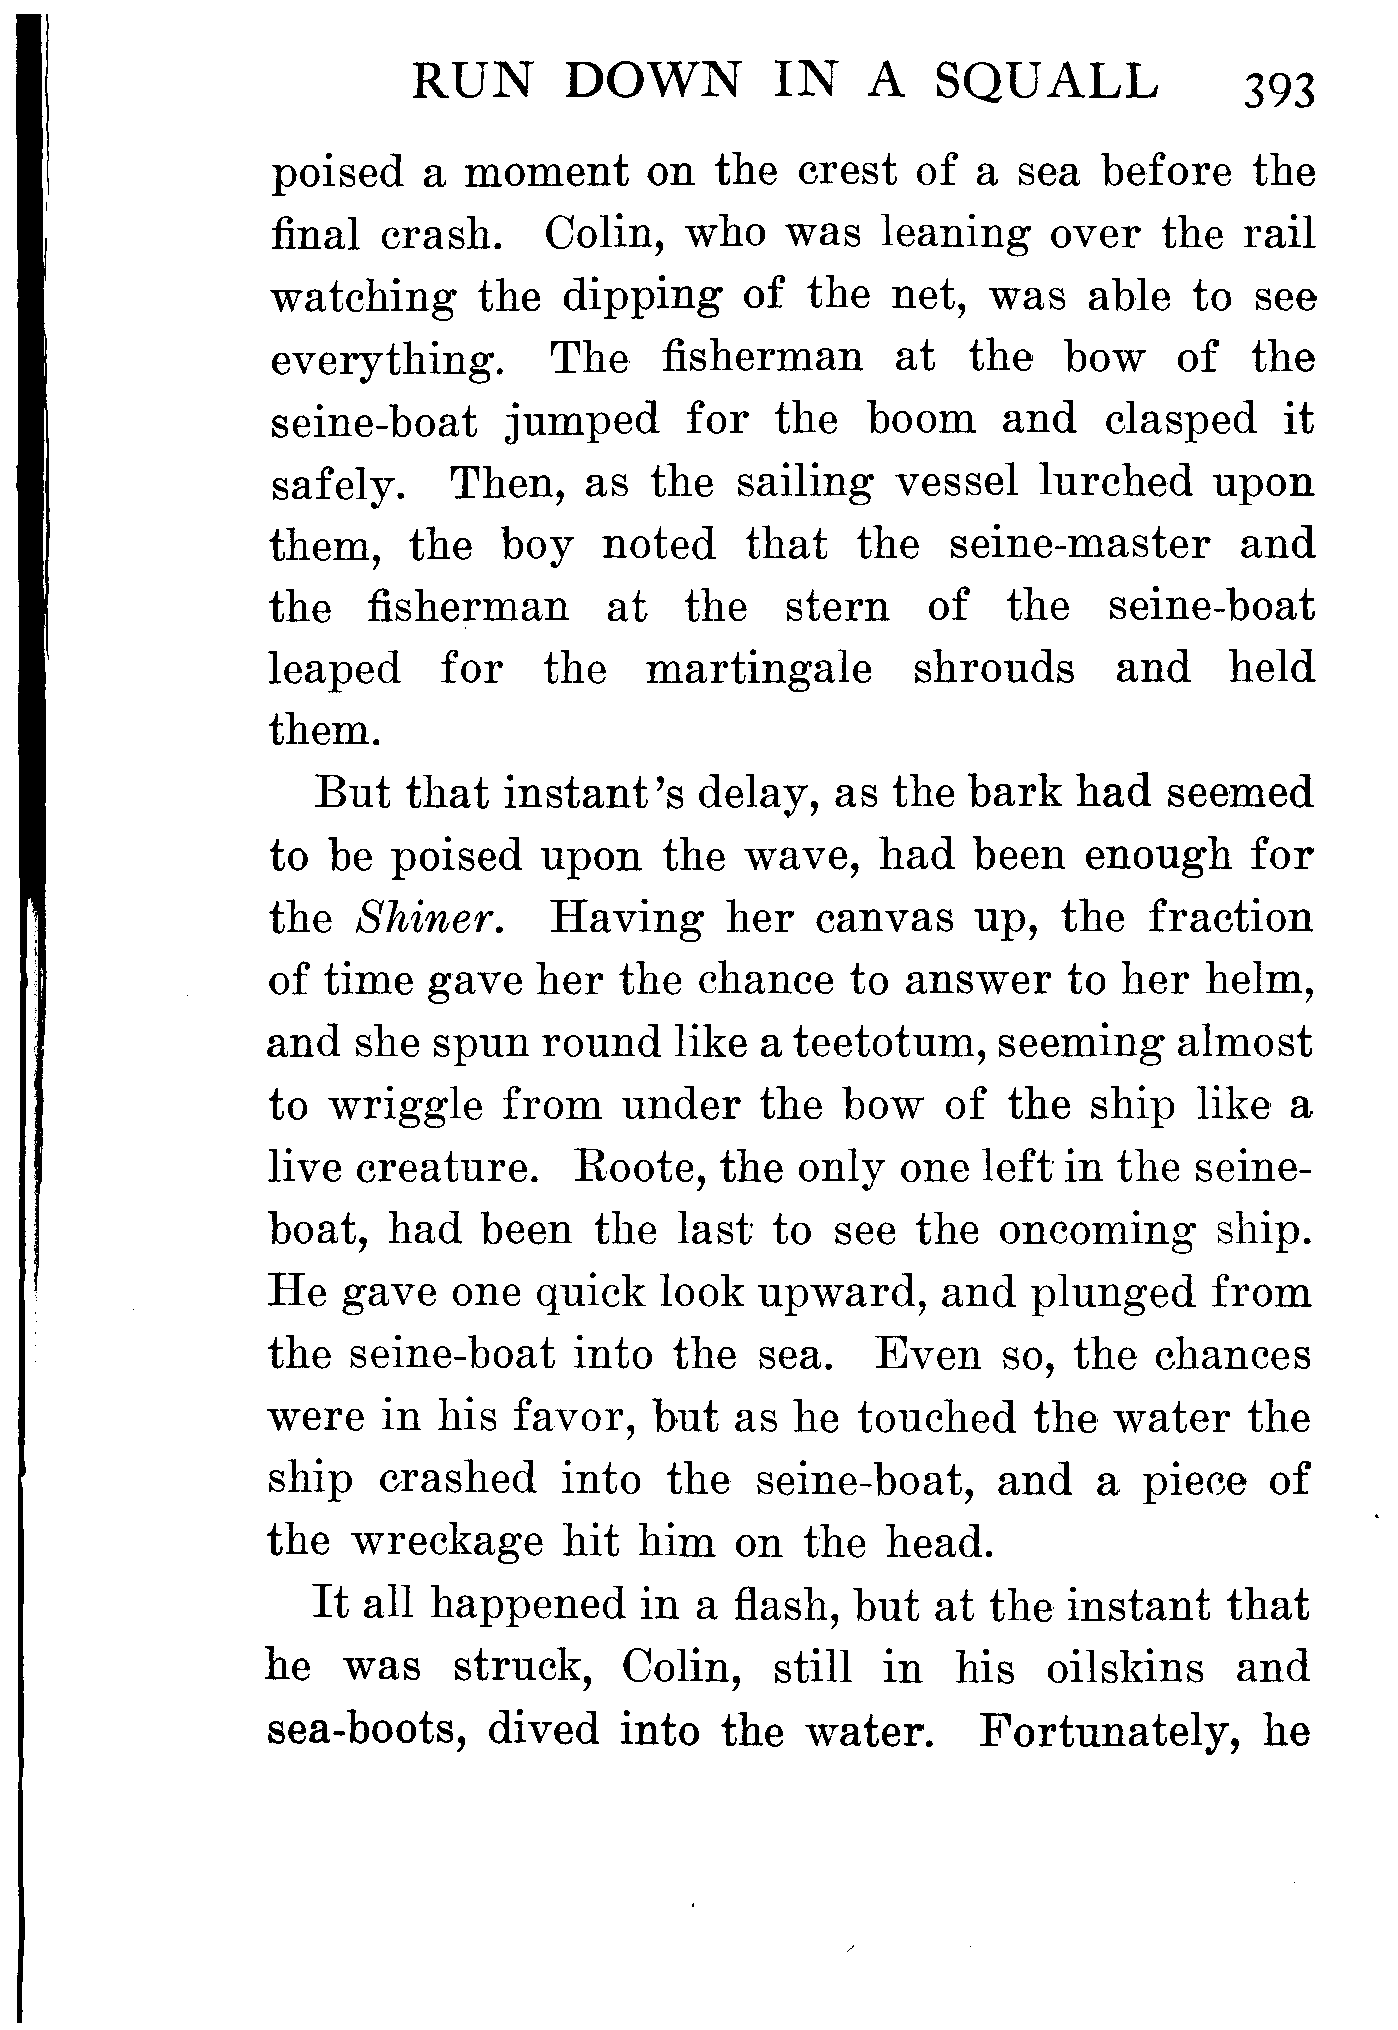 RUN DOWN IN A SQUALL 393
poised a moment on the crest of a sea before the
final crash. Colin, who was leaning over the rail
watching the dipping of the net, was able to see
everything. The fisherman at the bow of the
seine-boat jumped for the boom and clasped it
safely. Then, as the sailing vessel lurched upon
them, the boy noted that the seine-master and
the fisherman at the stern of the seine-boat
leaped for the martingale shrouds and held
them.
But that instant's delay, as the bark had seemed
to be poised upon the wave, had been enough for
the Shiner. Having her canvas up, the fraction
of time gave her the chance to answer to her helm,
and she spun round like a teetotum, seeming almost
to wriggle from under the bow of the ship like a
live creature. Roote, the only one left in the seine-
boat, had been the last to see the oncoming ship.
He gave one quick look upward, and plunged from
the seine-boat into the sea. Even so, the chances
were in his favor, but as he touched the water the
ship crashed into the seine-boat, and a piece of
the wreckage hit him on the head.
It all happened in a flash, but at the instant that
he was struck, Colin, still in his oilskins and
sea-boots, dived into the water. Fortunately, he